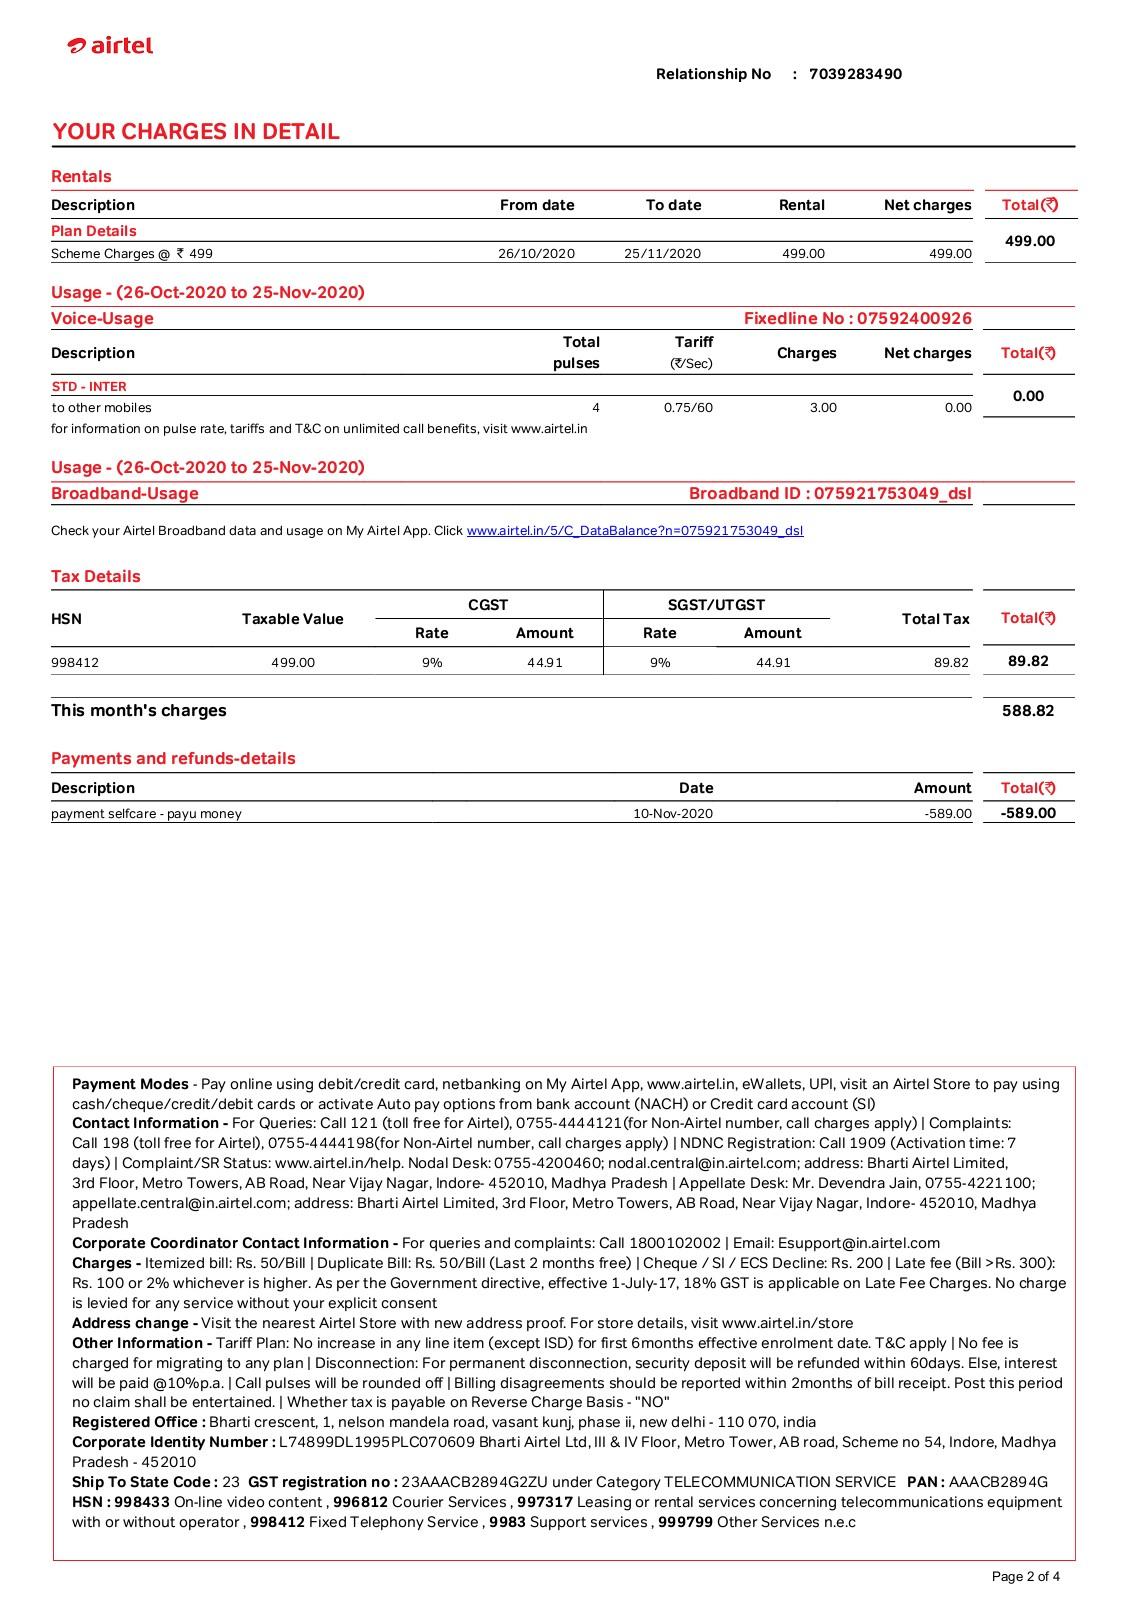 airtel
Relationship No : 7039283490
YOUR CHARGES IN DETAIL
Rentals
Description From date To date Rental Net charges Total(₹)
Plan Details
499.00
Scheme Charges @ ₹ 499 26/10/2020 25/11/2020 499.00 499.00
Usage - (26-Oct-2020 to 25-Nov-2020)
Voice-Usage Fixedline No : 07592400926
Description Total pulses Tariff (₹/Sec) Charges Net charges Total(₹)
STD - INTER
0.00
to other mobiles 4 0.75/60 3.00 0.00
for information on pulse rate, tariffs and T&C on unlimited call benefits, visit www.airtel.in
Usage - (26-Oct-2020 to 25-Nov-2020)
Broadband-Usage Broadband ID : 075921753049_dsl
Check your Airtel Broadband data and usage on My Airtel App. Click www.airtel.in/5/C_DataBalance?n=075921753049_dsl
Tax Details
HSN Taxable Value CGST SGST/UTGST Total Tax Total(₹)
Rate Amount Rate Amount
998412 499.00 9% 44.91 9% 44.91 89.82 89.82
This month's charges 588.82
Payments and refunds-details
Description Date Amount Total(₹)
payment selfcare - payu money 10-Nov-2020 -589.00 -589.00
Payment Modes - Pay online using debit/credit card, netbanking on My Airtel App, www.airtel.in, eWallets, UPI, visit an Airtel Store to pay using
cash/cheque/credit/debit cards or activate Auto pay options from bank account (NACH) or Credit card account (SI)
Contact Information - For Queries: Call 121 (toll free for Airtel), 0755-4444121(for Non-Airtel number, call charges apply) | Complaints:
Call 198 (toll free for Airtel), 0755-4444198(for Non-Airtel number, call charges apply) | NDNC Registration: Call 1909 (Activation time: 7
days) | Complaint/SR Status: www.airtel.in/help. Nodal Desk: 0755-4200460; nodal.central@in.airtel.com; address: Bharti Airtel Limited,
3rd Floor, Metro Towers, AB Road, Near Vijay Nagar, Indore- 452010, Madhya Pradesh | Appellate Desk: Mr. Devendra Jain, 0755-4221100;
appellate.central@in.airtel.com; address: Bharti Airtel Limited, 3rd Floor, Metro Towers, AB Road, Near Vijay Nagar, Indore- 452010, Madhya
Pradesh
Corporate Coordinator Contact Information - For queries and complaints: Call 1800102002 | Email: Esupport@in.airtel.com
Charges - Itemized bill: Rs. 50/Bill | Duplicate Bill: Rs. 50/Bill (Last 2 months free) | Cheque / SI / ECS Decline: Rs. 200 | Late fee (Bill >Rs. 300):
Rs. 100 or 2% whichever is higher. As per the Government directive, effective 1-July-17, 18% GST is applicable on Late Fee Charges. No charge
is levied for any service without your explicit consent
Address change - Visit the nearest Airtel Store with new address proof. For store details, visit www.airtel.in/store
Other Information - Tariff Plan: No increase in any line item (except ISD) for first 6months effective enrolment date. T&C apply | No fee is
charged for migrating to any plan | Disconnection: For permanent disconnection, security deposit will be refunded within 60days. Else, interest
will be paid @10%p.a. | Call pulses will be rounded off | Billing disagreements should be reported within 2months of bill receipt. Post this period
no claim shall be entertained. | Whether tax is payable on Reverse Charge Basis - "NO"
Registered Office : Bharti crescent, 1, nelson mandela road, vasant kunj, phase ii, new delhi - 110 070, india
Corporate Identity Number : L74899DL1995PLC070609 Bharti Airtel Ltd, III & IV Floor, Metro Tower, AB road, Scheme no 54, Indore, Madhya
Pradesh - 452010
Ship To State Code : 23 GST registration no : 23AAACB2894G2ZU under Category TELECOMMUNICATION SERVICE PAN : AAACB2894G
HSN : 998433 On-line video content , 996812 Courier Services , 997317 Leasing or rental services concerning telecommunications equipment
with or without operator , 998412 Fixed Telephony Service , 9983 Support services , 999799 Other Services n.e.c
Page 2 of 4